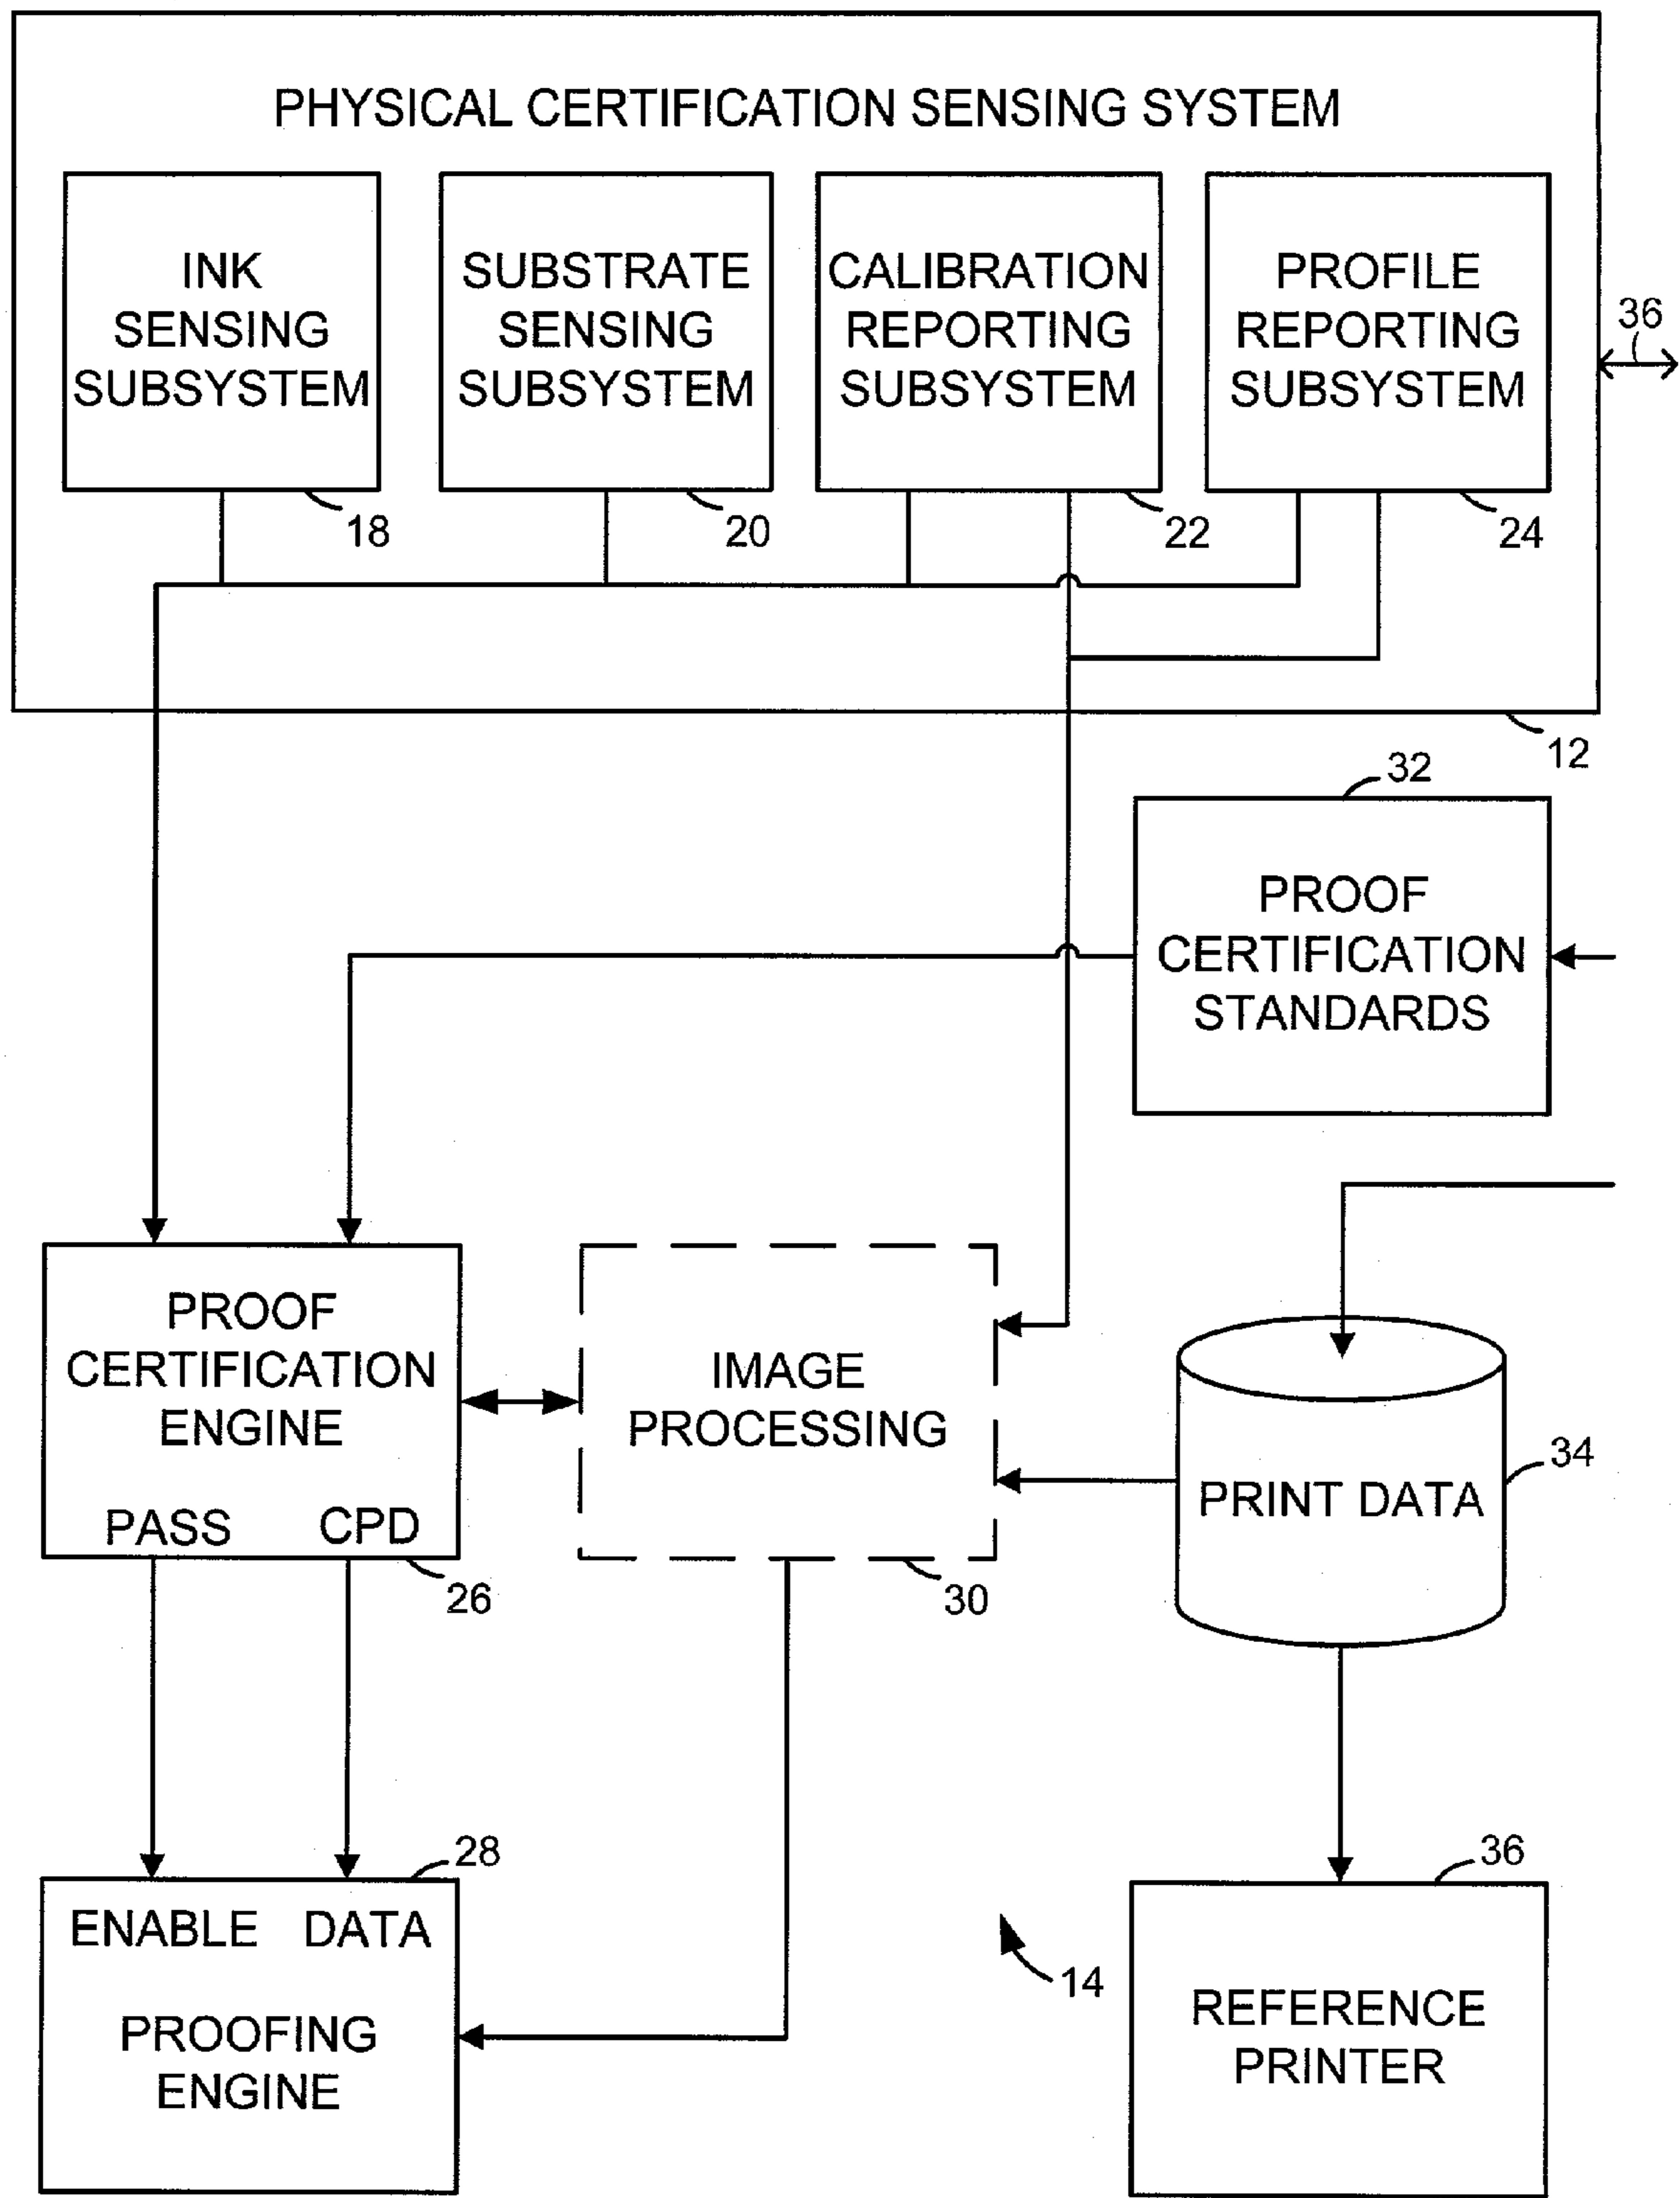 PHYSICAL CERTIFICATION SENSING SYSTEM
INK
SENSING
SUBSYSTEM
18
SUBSTRATE
SENSING
SUBSYSTEM
20
CALIBRATION
REPORTING
SUBSYSTEM
22
PROFILE
REPORTING
SUBSYSTEM
24
36
12
32
PROOF
CERTIFICATION
STANDARDS
PROOF
CERTIFICATION
ENGINE
PASS CPD
26
IMAGE
PROCESSING
30
PRINT DATA
34
28
ENABLE DATA
PROOFING
ENGINE
14
36
REFERENCE
PRINTER